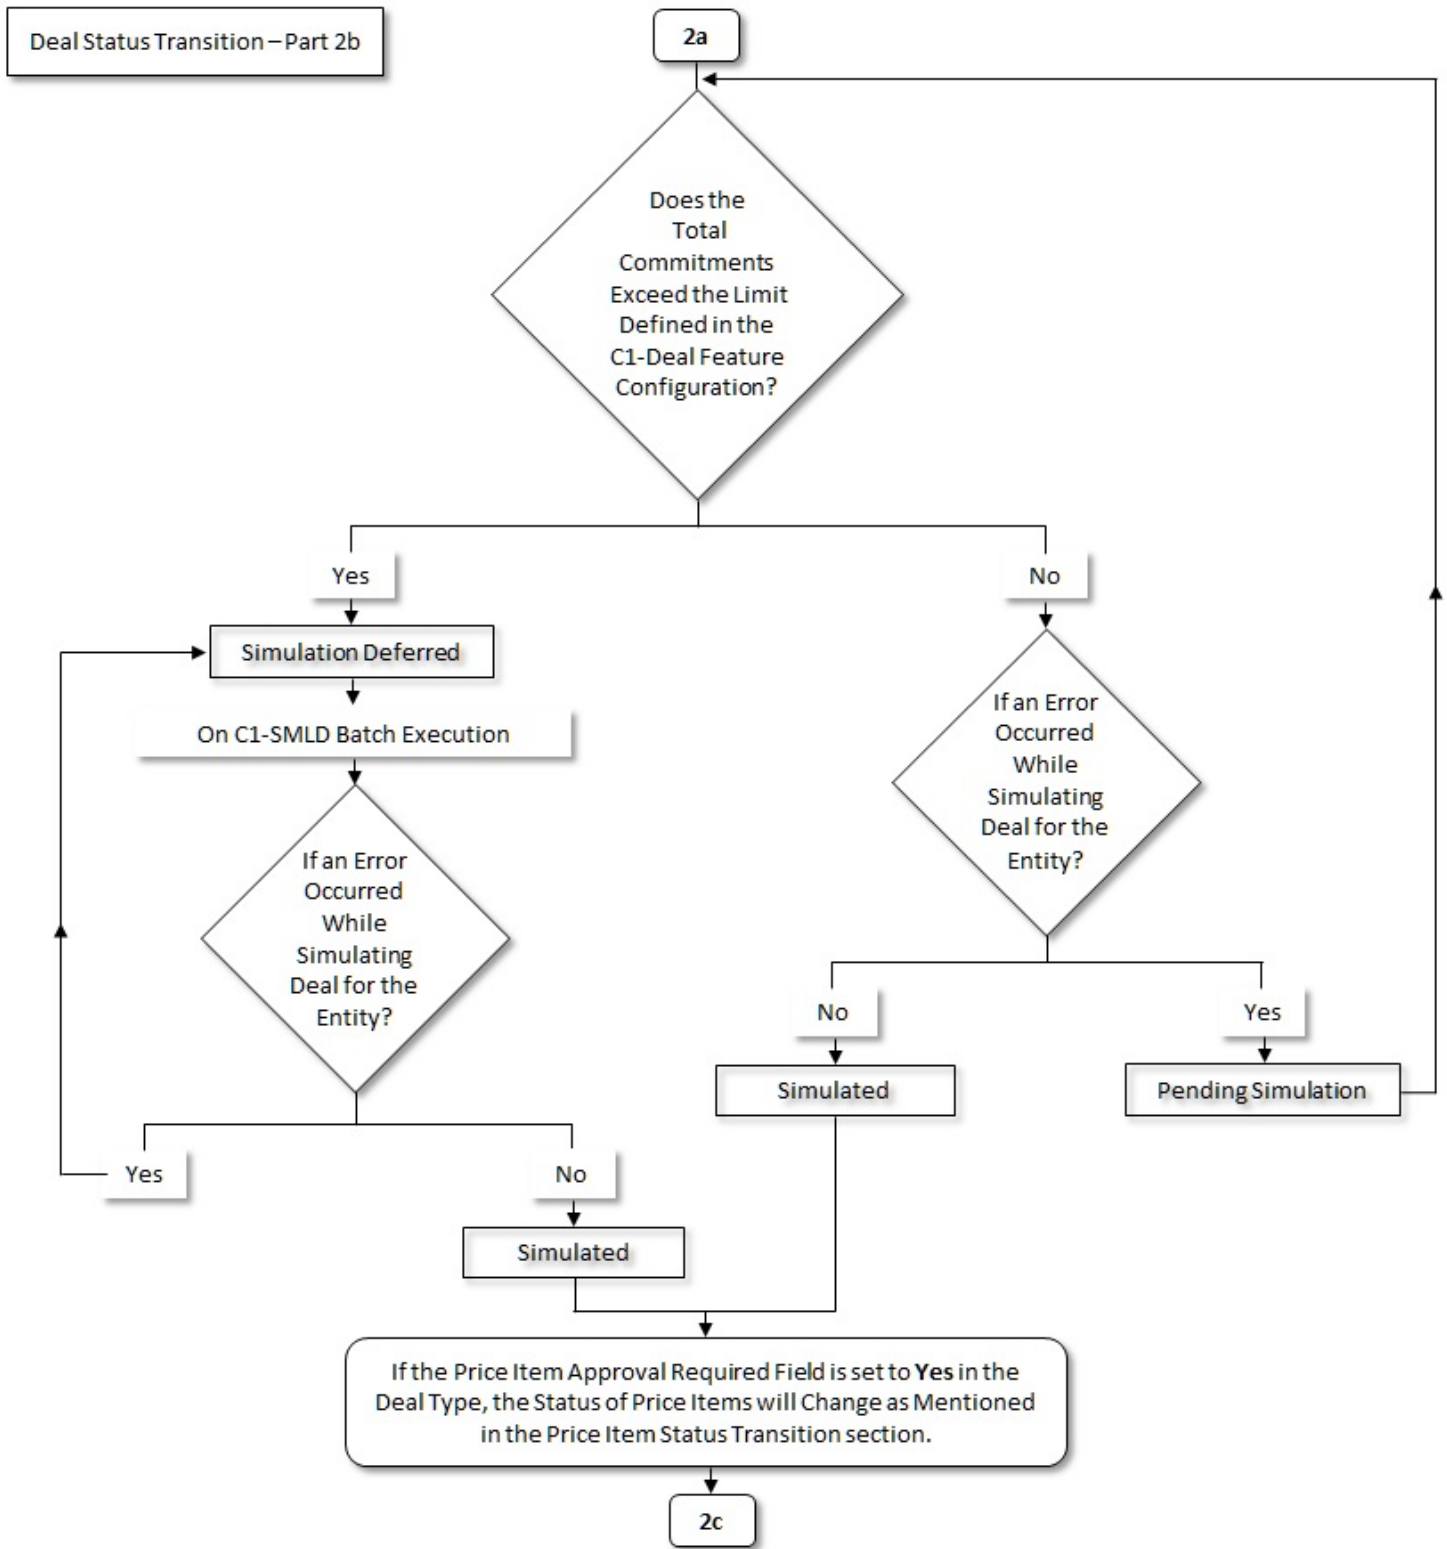 Deal Status Transition – Part 2b
2a
Does the
Total
Commitments
Exceed the Limit
Defined in the
C1-Deal Feature
Configuration?
Yes
No
Simulation Deferred
On C1-SMLD Batch Execution
If an Error
Occurred
While
Simulating
Deal for the
Entity?
If an Error
Occurred
While
Simulating
Deal for the
Entity?
No
Yes
Simulated
Pending Simulation
Yes
No
Simulated
If the Price Item Approval Required Field is set to Yes in the
Deal Type, the Status of Price Items will Change as Mentioned
in the Price Item Status Transition section.
2c